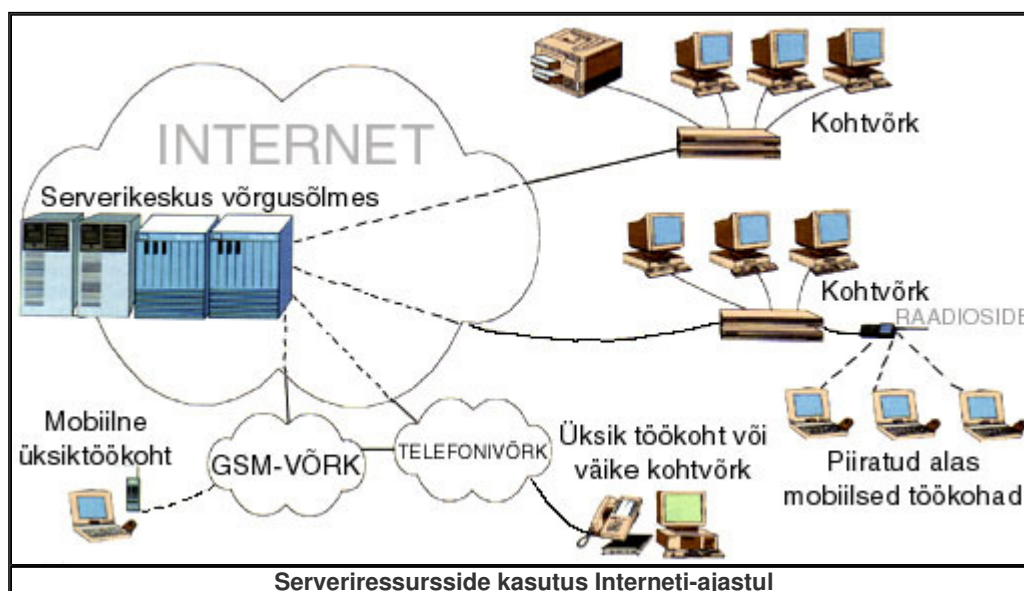 INTERNET
Serverikeskus võrgusõlmes
Kohtvõrk
Kohtvõrk
RAADIOSIDE
Mobiilne
üksiktöökoht
GSM-VÕRK
TELEFONIVÕRK
Üksik töökoht või
väike kohtvõrk
Piiratud alas
mobiilsed töökohad
Serveriressursside kasutus Interneti-ajastul